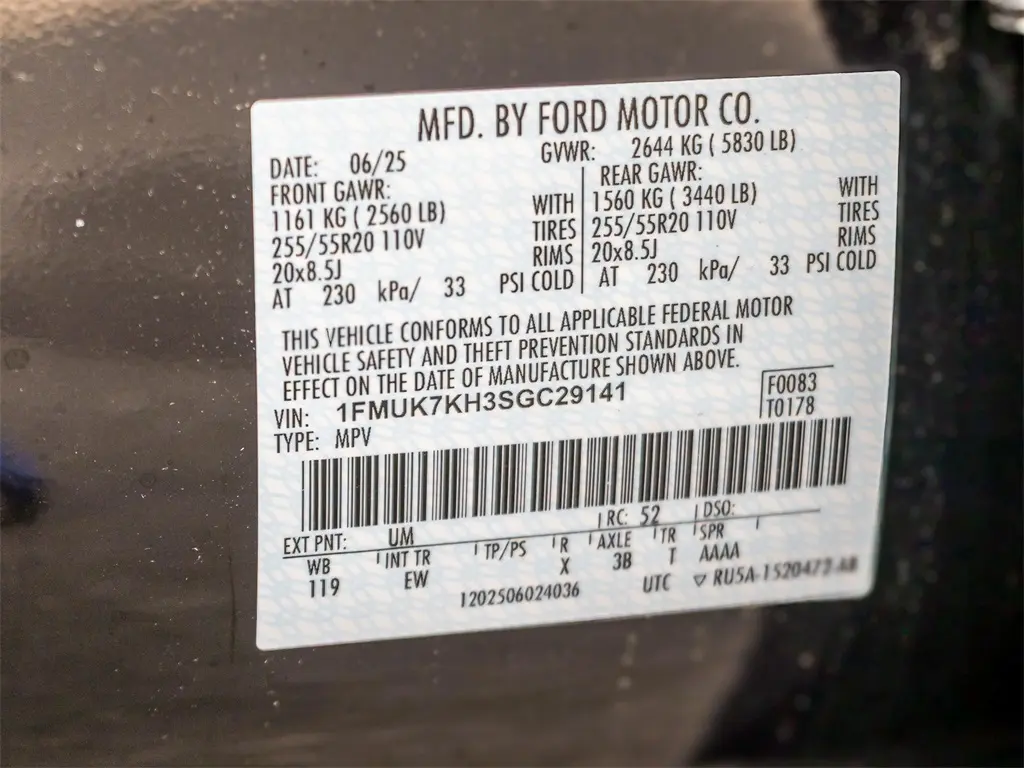 MFD. BY FORD MOTOR CO.
DATE: 06/25 GVWR: 2644 KG ( 5830 LB)
FRONT GAWR: REAR GAWR:
1161 KG ( 2560 LB) WITH 1560 KG ( 3440 LB) WITH
255/55R20 110V TIRES 255/55R20 110V TIRES
20x8.5J RIMS 20x8.5J RIMS
AT 230 kPa/ 33 PSI COLD AT 230 kPa/ 33 PSI COLD
THIS VEHICLE CONFORMS TO ALL APPLICABLE FEDERAL MOTOR
VEHICLE SAFETY AND THEFT PREVENTION STANDARDS IN
EFFECT ON THE DATE OF MANUFACTURE SHOWN ABOVE.
VIN: 1FMUK7KH3SGC29141 F0083
TYPE: MPV T0178
EXT PNT: UM RC: 52 DSO:
WB INT TR TP/PS R AXLE TR SPR
119 EW X 3B T AAAA
1202506024036 UTC ▽ RU5A-1520472-AB